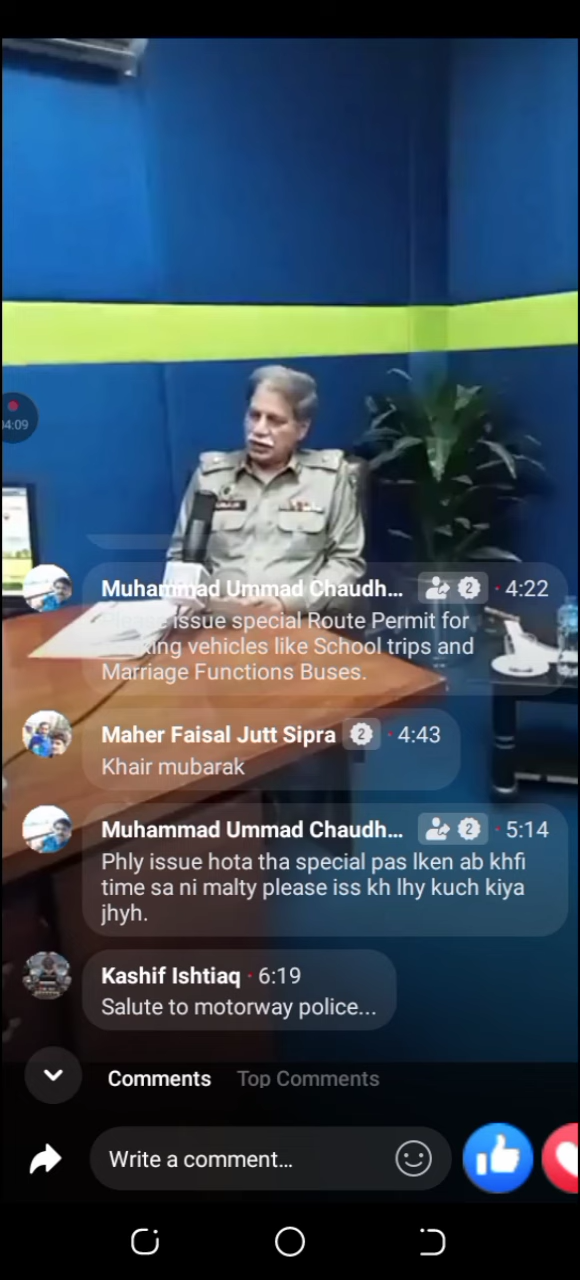 04:09
Muhammad Ummad Chaudh... 2 · 4:22
Please issue special Route Permit for
king vehicles like School trips and
Marriage Functions Buses.
Maher Faisal Jutt Sipra 2 · 4:43
Khair mubarak
Muhammad Ummad Chaudh... 2 · 5:14
Phly issue hota tha special pas lken ab khfi
time sa ni malty please iss kh lhy kuch kiya
jhyh.
Kashif Ishtiaq · 6:19
Salute to motorway police...
Comments Top Comments
Write a comment...